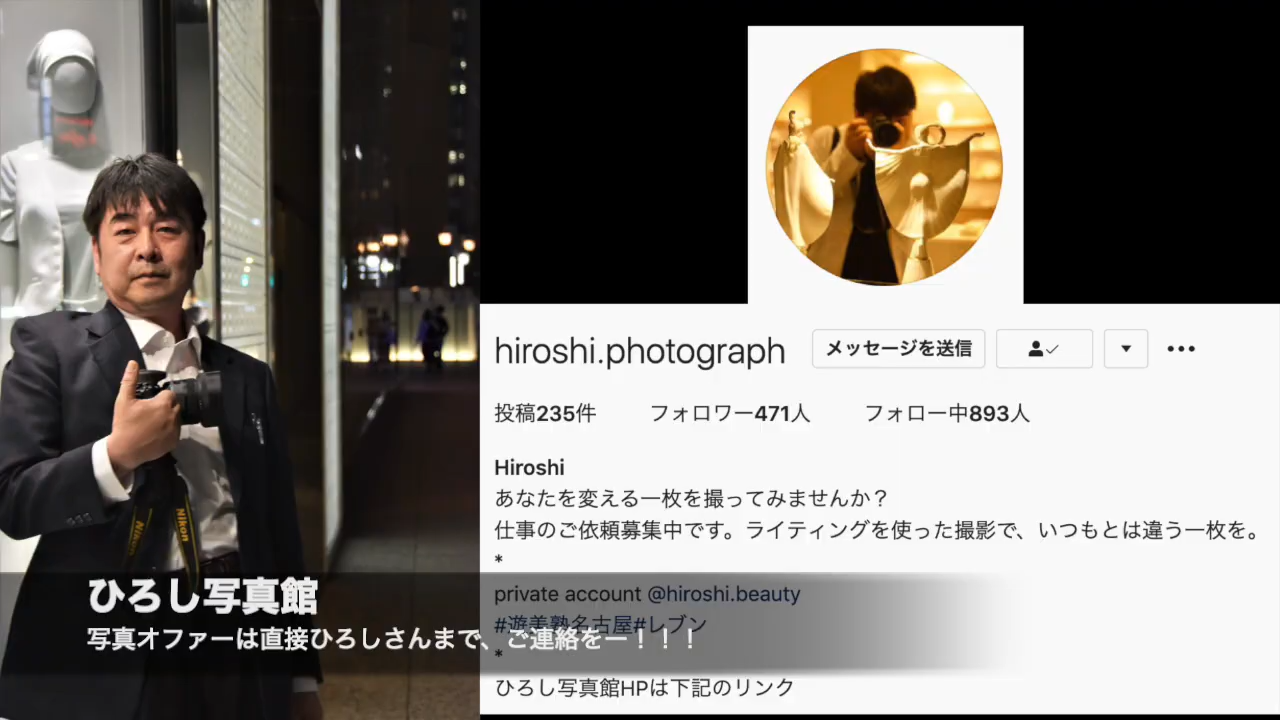 hiroshi.photograph
メッセージを送信
投稿235件 フォロワー471人 フォロー中893人
Hiroshi
あなたを変える一枚を撮ってみませんか？
仕事のご依頼募集中です。ライティングを使った撮影で、いつもとは違う一枚を。
*
private account @hiroshi.beauty
#遊美塾名古屋#レブン
*
ひろし写真館HPは下記のリンク
Nikon
Nikon
ひろし写真館
写真オファーは直接ひろしさんまで、ご連絡をー！！！